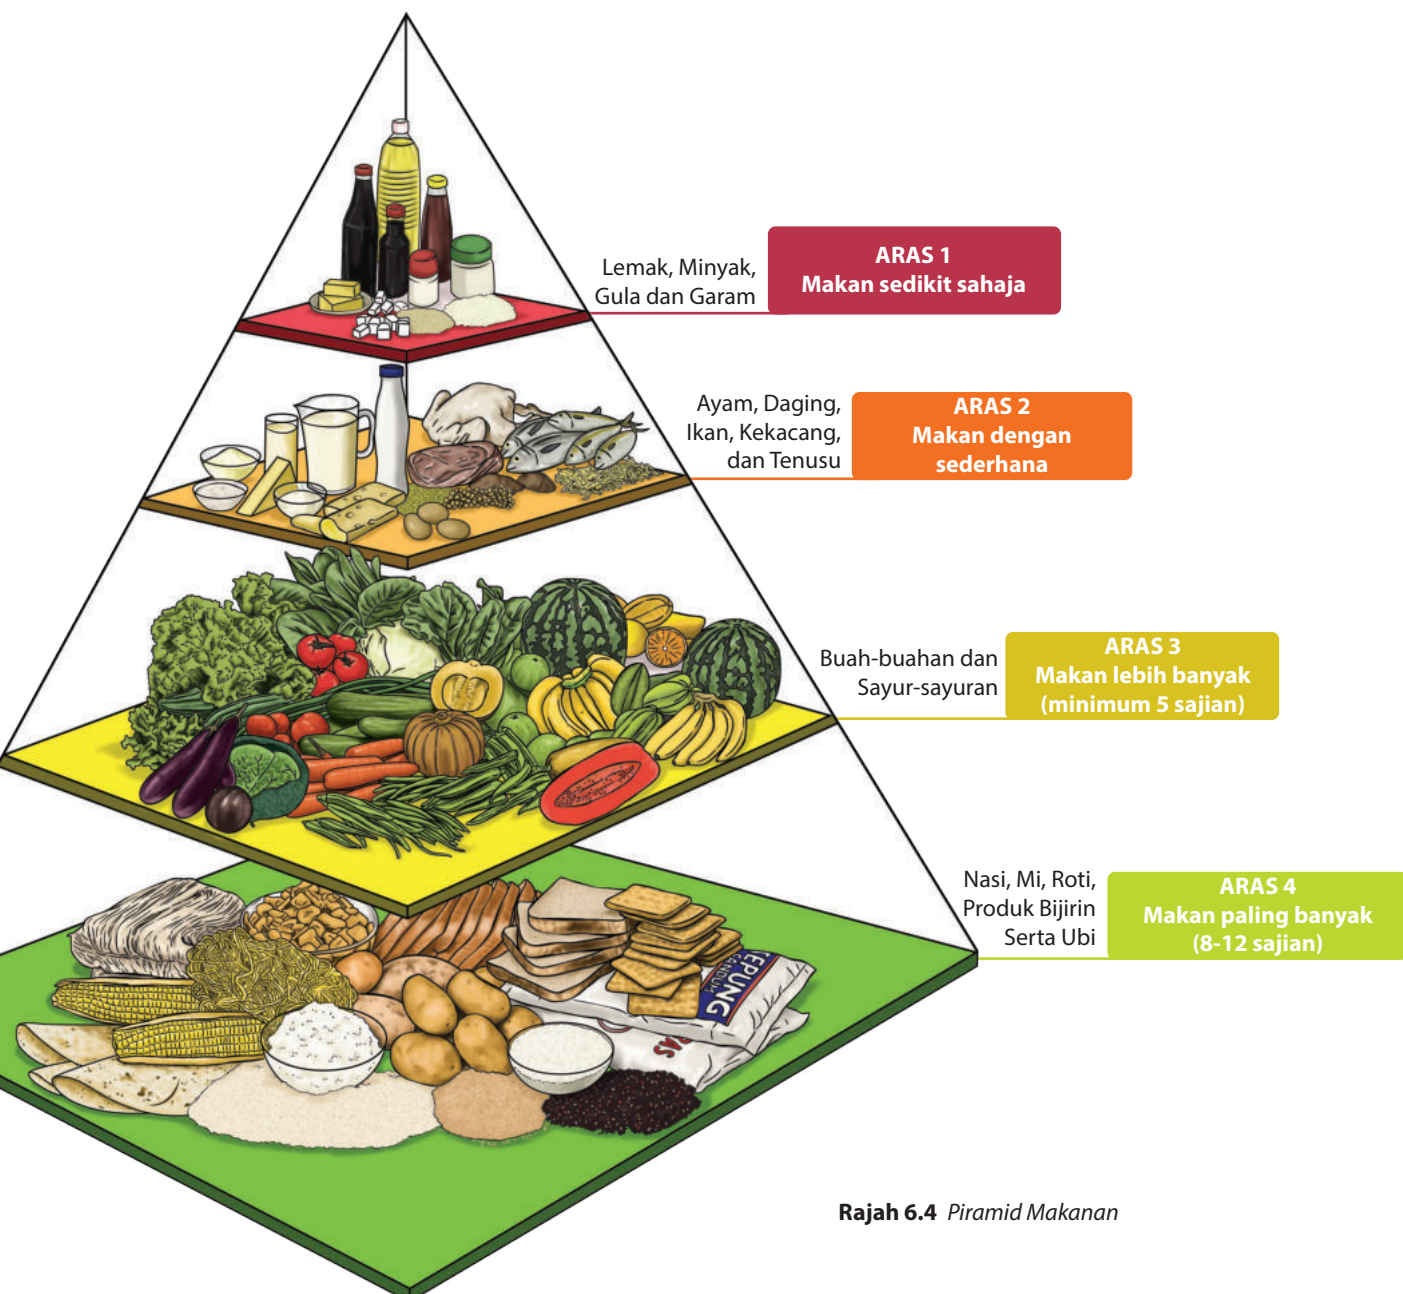 Lemak, Minyak,
Gula dan Garam
ARAS 1
Makan sedikit sahaja
Ayam, Daging,
Ikan, Kekacang,
dan Tenusu
ARAS 2
Makan dengan
sederhana
Buah-buahan dan
Sayur-sayuran
ARAS 3
Makan lebih banyak
(minimum 5 sajian)
Nasi, Mi, Roti,
Produk Bijirin
Serta Ubi
ARAS 4
Makan paling banyak
(8-12 sajian)
TEPUNG
GANDUM
RAS
Rajah 6.4 Piramid Makanan